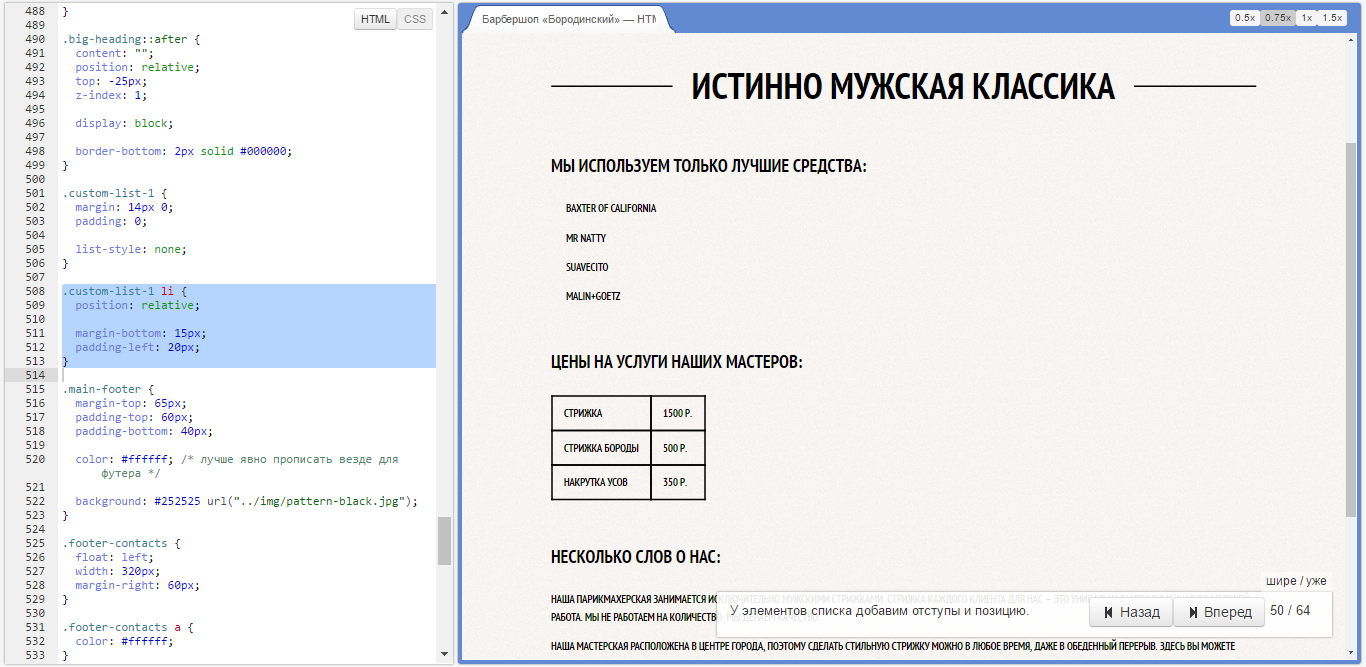 HTML CSS
488 }
489
490 .big-heading::after {
491 content: "";
492 position: relative;
493 top: -25px;
494 z-index: 1;
495
496 display: block;
497
498 border-bottom: 2px solid #000000;
499 }
500
501 .custom-list-1 {
502 margin: 14px 0;
503 padding: 0;
504
505 list-style: none;
506 }
507
508 .custom-list-1 li {
509 position: relative;
510
511 margin-bottom: 15px;
512 padding-left: 20px;
513 }
514
515 .main-footer {
516 margin-top: 65px;
517 padding-top: 60px;
518 padding-bottom: 40px;
519
520 color: #ffffff; /* лучше явно прописать везде для
футера */
521
522 background: #252525 url("../img/pattern-black.jpg");
523 }
524
525 .footer-contacts {
526 float: left;
527 width: 320px;
528 margin-right: 60px;
529 }
530
531 .footer-contacts a {
532 color: #ffffff;
533 }
Барбершоп «Бородинский» — HTM
0.5x 0.75x 1x 1.5x
ИСТИННО МУЖСКАЯ КЛАССИКА
МЫ ИСПОЛЬЗУЕМ ТОЛЬКО ЛУЧШИЕ СРЕДСТВА:
BAXTER OF CALIFORNIA
MR NATTY
SUAVECITO
MALIN+GOETZ
ЦЕНЫ НА УСЛУГИ НАШИХ МАСТЕРОВ:
СТРИЖКА 1500 Р.
СТРИЖКА БОРОДЫ 500 Р.
НАКРУТКА УСОВ 350 Р.
НЕСКОЛЬКО СЛОВ О НАС:
шире / уже
НАША ПАРИКМАХЕРСКАЯ ЗАНИМАЕТСЯ ИСКЛЮЧИТЕЛЬНО МУЖСКИМИ СТРИЖКАМИ. СТРИЖКА КАЖДОГО КЛИЕНТА ДЛЯ НАС — ЭТО
РАБОТА. МЫ НЕ РАБОТАЕМ НА КОЛИЧЕСТВО, МЫ ДЕЛАЕМ КАЧЕСТВО.
У элементов списка добавим отступы и позицию.
Назад Вперед 50 / 64
НАША МАСТЕРСКАЯ РАСПОЛОЖЕНА В ЦЕНТРЕ ГОРОДА, ПОЭТОМУ СДЕЛАТЬ СТИЛЬНУЮ СТРИЖКУ МОЖНО В ЛЮБОЕ ВРЕМЯ, ДАЖЕ В ОБЕДЕННЫЙ ПЕРЕРЫВ. ЗДЕСЬ ВЫ МОЖЕТЕ